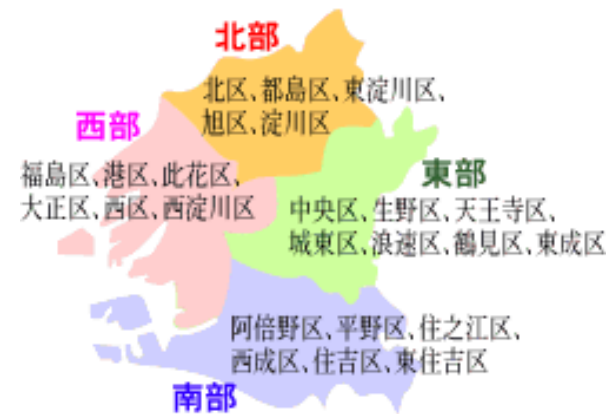 北部
北区、都島区、東淀川区、
旭区、淀川区
西部
福島区、港区、此花区、
大正区、西区、西淀川区
東部
中央区、生野区、天王寺区、
城東区、浪速区、鶴見区、東成区
阿倍野区、平野区、住之江区、
西成区、住吉区、東住吉区
南部